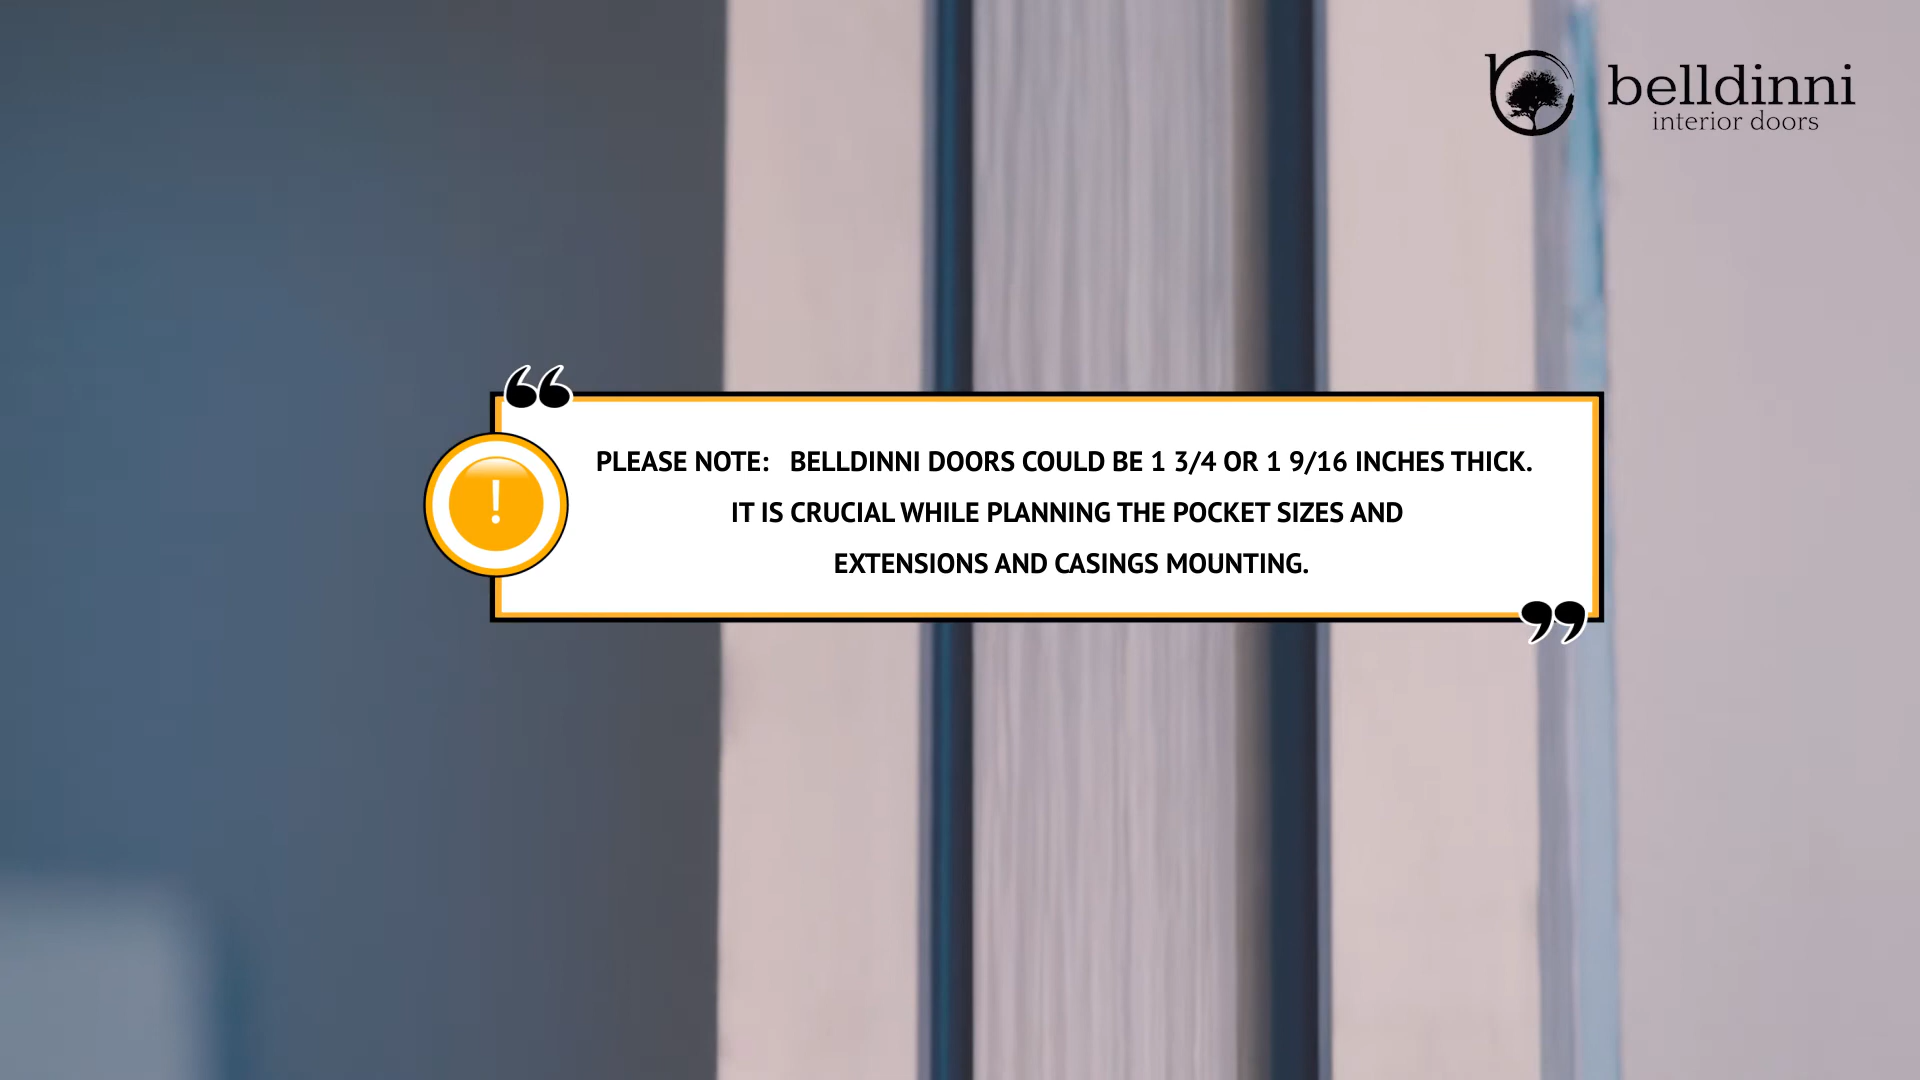 belldinni
interior doors
“
PLEASE NOTE: BELLDINNI DOORS COULD BE 1 3/4 OR 1 9/16 INCHES THICK.
!
IT IS CRUCIAL WHILE PLANNING THE POCKET SIZES AND
EXTENSIONS AND CASINGS MOUNTING.
”